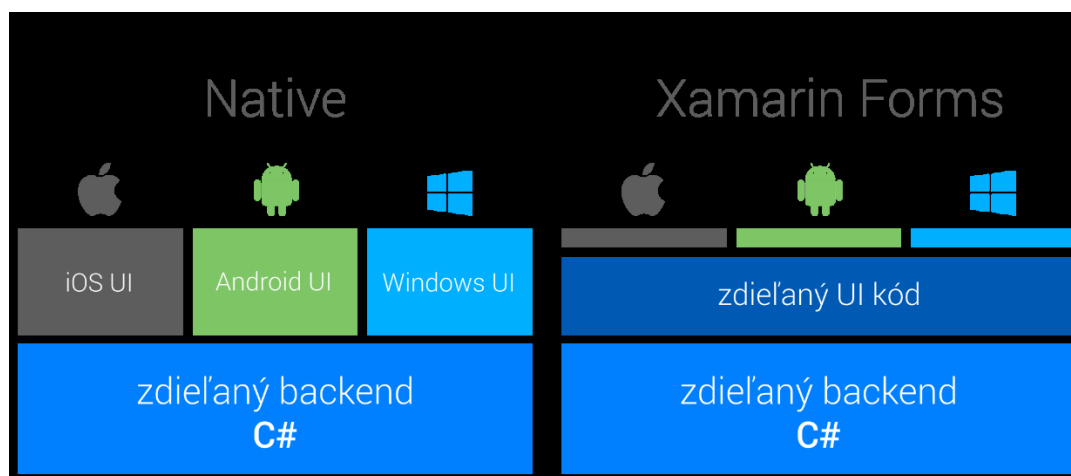 Native
Xamarin Forms
iOS UI
Android UI
Windows UI
zdieľaný UI kód
zdieľaný backend
C#
zdieľaný backend
C#